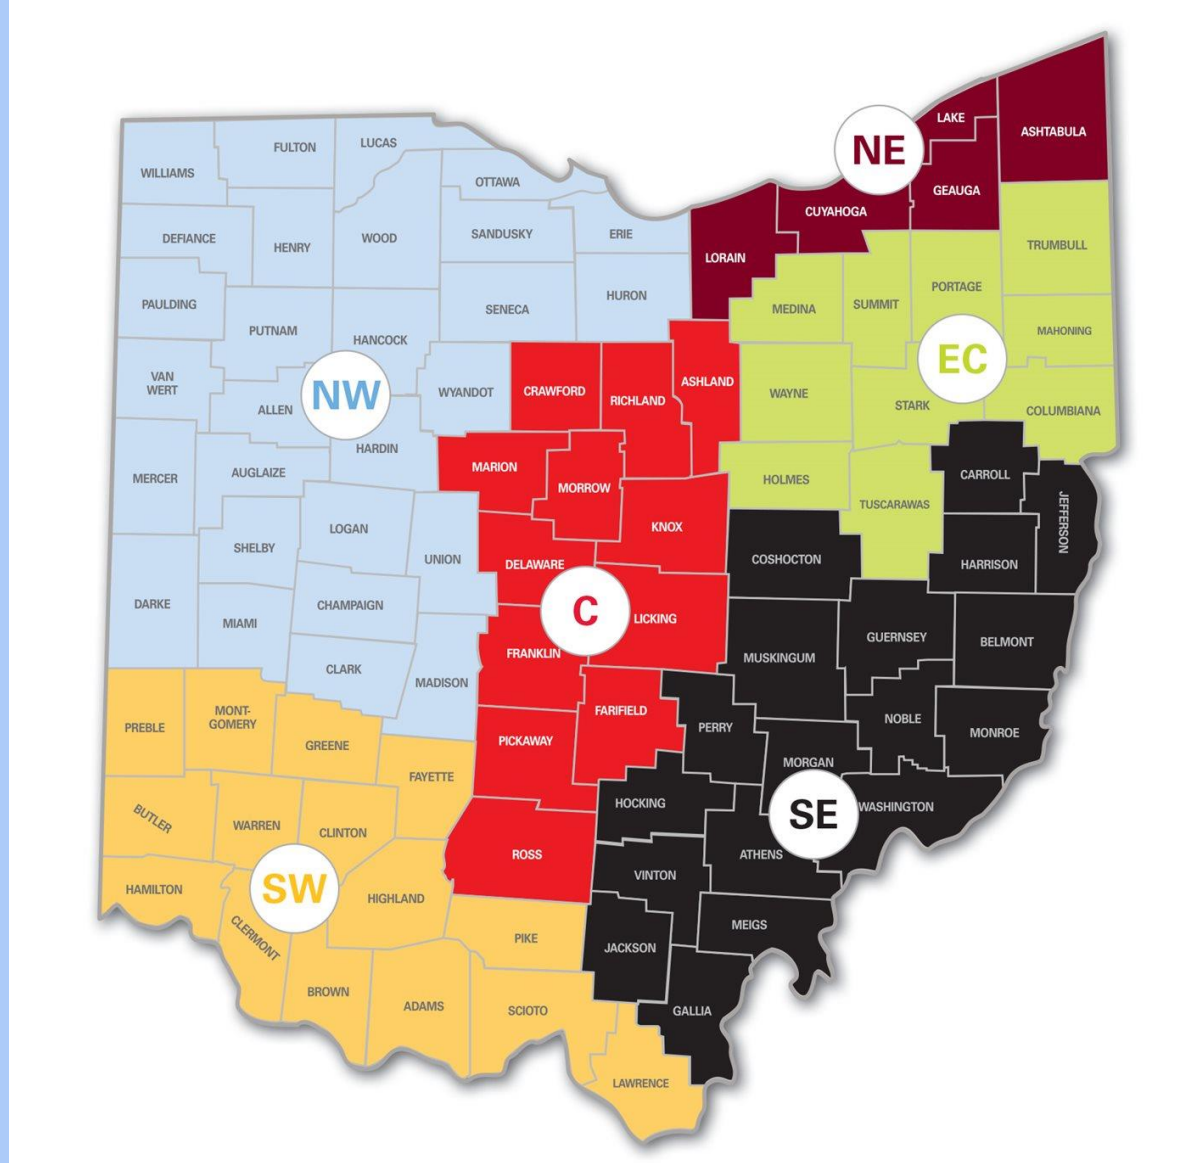 LAKE
ASHTABULA
NE
GEAUGA
CUYAHOGA
LORAIN
FULTON
LUCAS
WILLIAMS
OTTAWA
DEFIANCE
HENRY
WOOD
SANDUSKY
ERIE
PAULDING
PUTNAM
HANCOCK
SENECA
HURON
VAN
WERT
ALLEN
NW
WYANDOT
HARDIN
MERCER
AUGLAIZE
LOGAN
SHELBY
UNION
DARKE
MIAMI
CHAMPAIGN
CLARK
MADISON
TRUMBULL
PORTAGE
MEDINA
SUMMIT
MAHONING
EC
WAYNE
STARK
COLUMBIANA
HOLMES
TUSCARAWAS
CRAWFORD
RICHLAND
ASHLAND
MARION
MORROW
KNOX
DELAWARE
C
LICKING
FRANKLIN
FARIFIELD
PICKAWAY
ROSS
CARROLL
JEFFERSON
COSHOCTON
HARRISON
GUERNSEY
BELMONT
MUSKINGUM
NOBLE
MONROE
PERRY
MORGAN
HOCKING
SE
WASHINGTON
ATHENS
VINTON
MEIGS
JACKSON
GALLIA
PREBLE
MONT-
GOMERY
GREENE
FAYETTE
BUTLER
WARREN
CLINTON
HAMILTON
SW
HIGHLAND
CLERMONT
PIKE
BROWN
ADAMS
SCIOTO
LAWRENCE